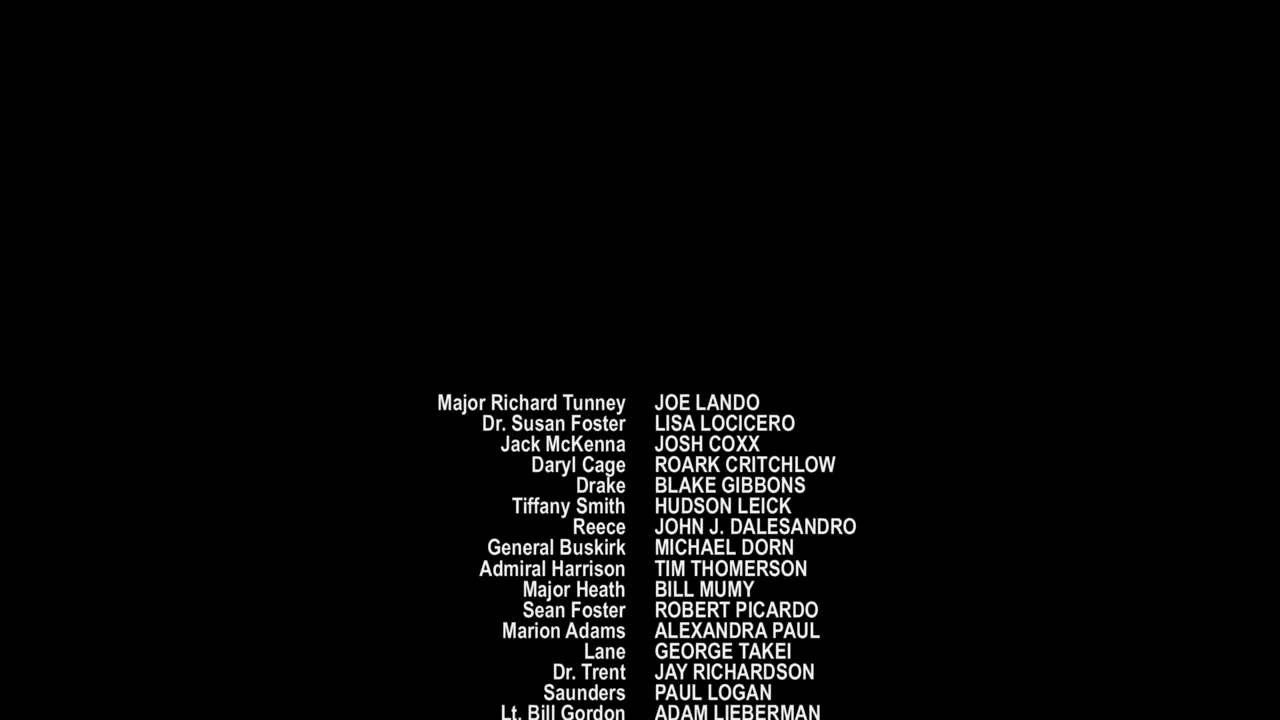 Major Richard Tunney JOE LANDO
Dr. Susan Foster LISA LOCICERO
Jack McKenna JOSH COXX
Daryl Cage ROARK CRITCHLOW
Drake BLAKE GIBBONS
Tiffany Smith HUDSON LEICK
Reece JOHN J. DALESANDRO
General Buskirk MICHAEL DORN
Admiral Harrison TIM THOMERSON
Major Heath BILL MUMY
Sean Foster ROBERT PICARDO
Marion Adams ALEXANDRA PAUL
Lane GEORGE TAKEI
Dr. Trent JAY RICHARDSON
Saunders PAUL LOGAN
Lt. Bill Gordon ADAM LIEBERMAN